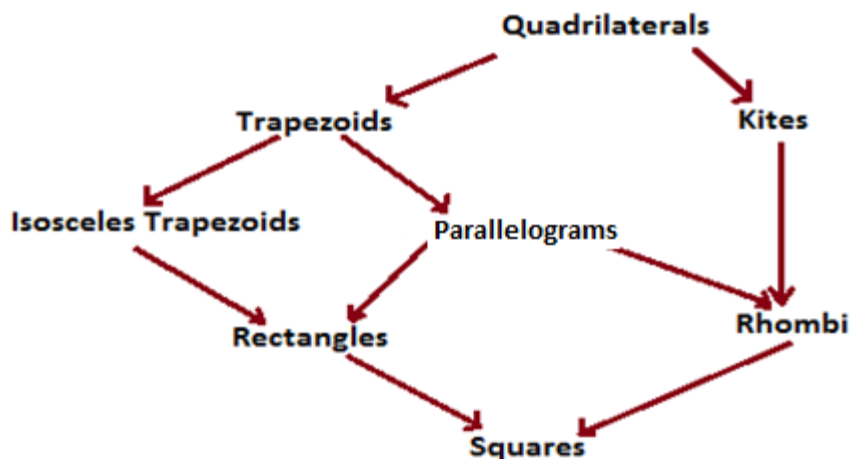 Quadrilaterals
Trapezoids
Kites
Isosceles Trapezoids
Parallelograms
Rectangles
Rhombi
Squares